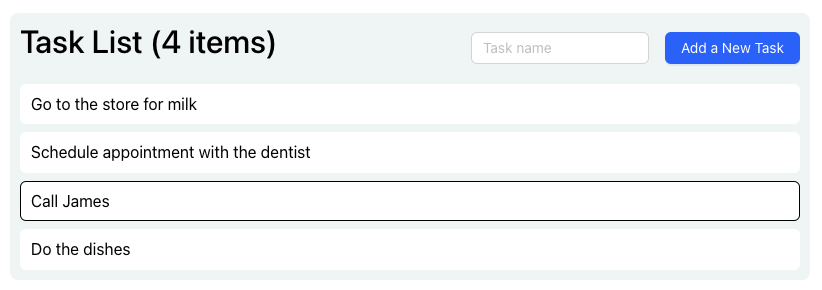 Task List (4 items)
Task name
Add a New Task
Go to the store for milk
Schedule appointment with the dentist
Call James
Do the dishes